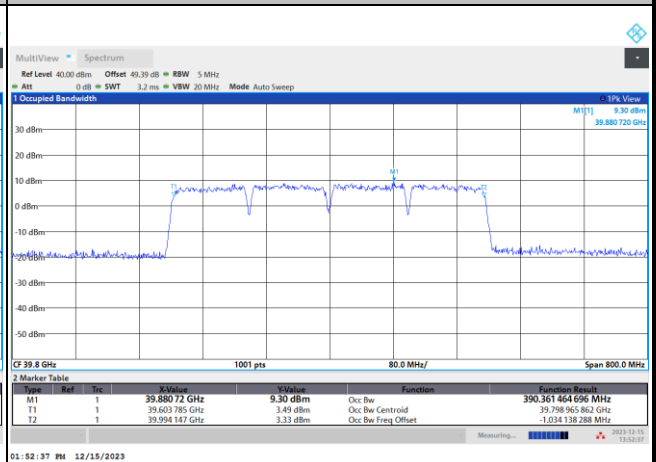 MultiView Spectrum
Ref Level 40.00 dBm Offset 49.39 dB RBW 5 MHz
Att 0 dB SWT 3.2 ms VBW 20 MHz Mode Auto Sweep
1 Occupied Bandwidth 1Pk View
M1[1] 9.30 dBm
39.880 720 GHz
30 dBm
20 dBm
M1
10 dBm
T1 T2
0 dBm
-10 dBm
-20 dBm
-30 dBm
-40 dBm
-50 dBm
CF 39.8 GHz 1001 pts 80.0 MHz/ Span 800.0 MHz
2 Marker Table
Type Ref Trc X-Value Y-Value Function Function Result
M1 1 39.880 72 GHz 9.30 dBm Occ Bw 390.361 464 696 MHz
T1 1 39.603 785 GHz 3.49 dBm Occ Bw Centroid 39.798 965 862 GHz
T2 1 39.994 147 GHz 3.33 dBm Occ Bw Freq Offset -1.034 138 288 MHz
Measuring... 2023-12-15
13:52:37
01:52:37 PM 12/15/2023